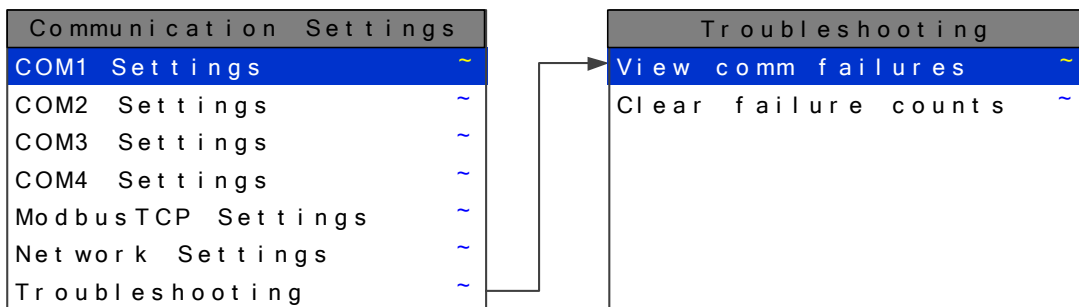 Communication Settings
COM1 Settings ~
COM2 Settings ~
COM3 Settings ~
COM4 Settings ~
ModbusTCP Settings ~
Network Settings ~
Troubleshooting ~
Troubleshooting
View comm failures ~
Clear failure counts ~